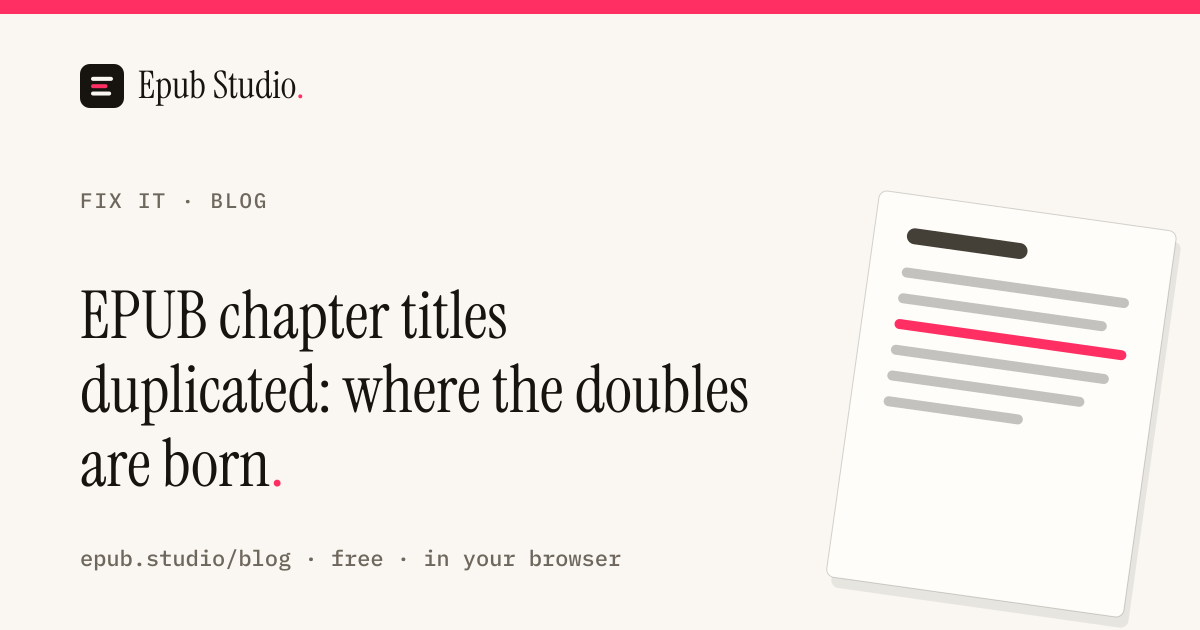 Epub Studio.
FIX IT · BLOG
EPUB chapter titles
duplicated: where the doubles
are born.
epub.studio/blog · free · in your browser